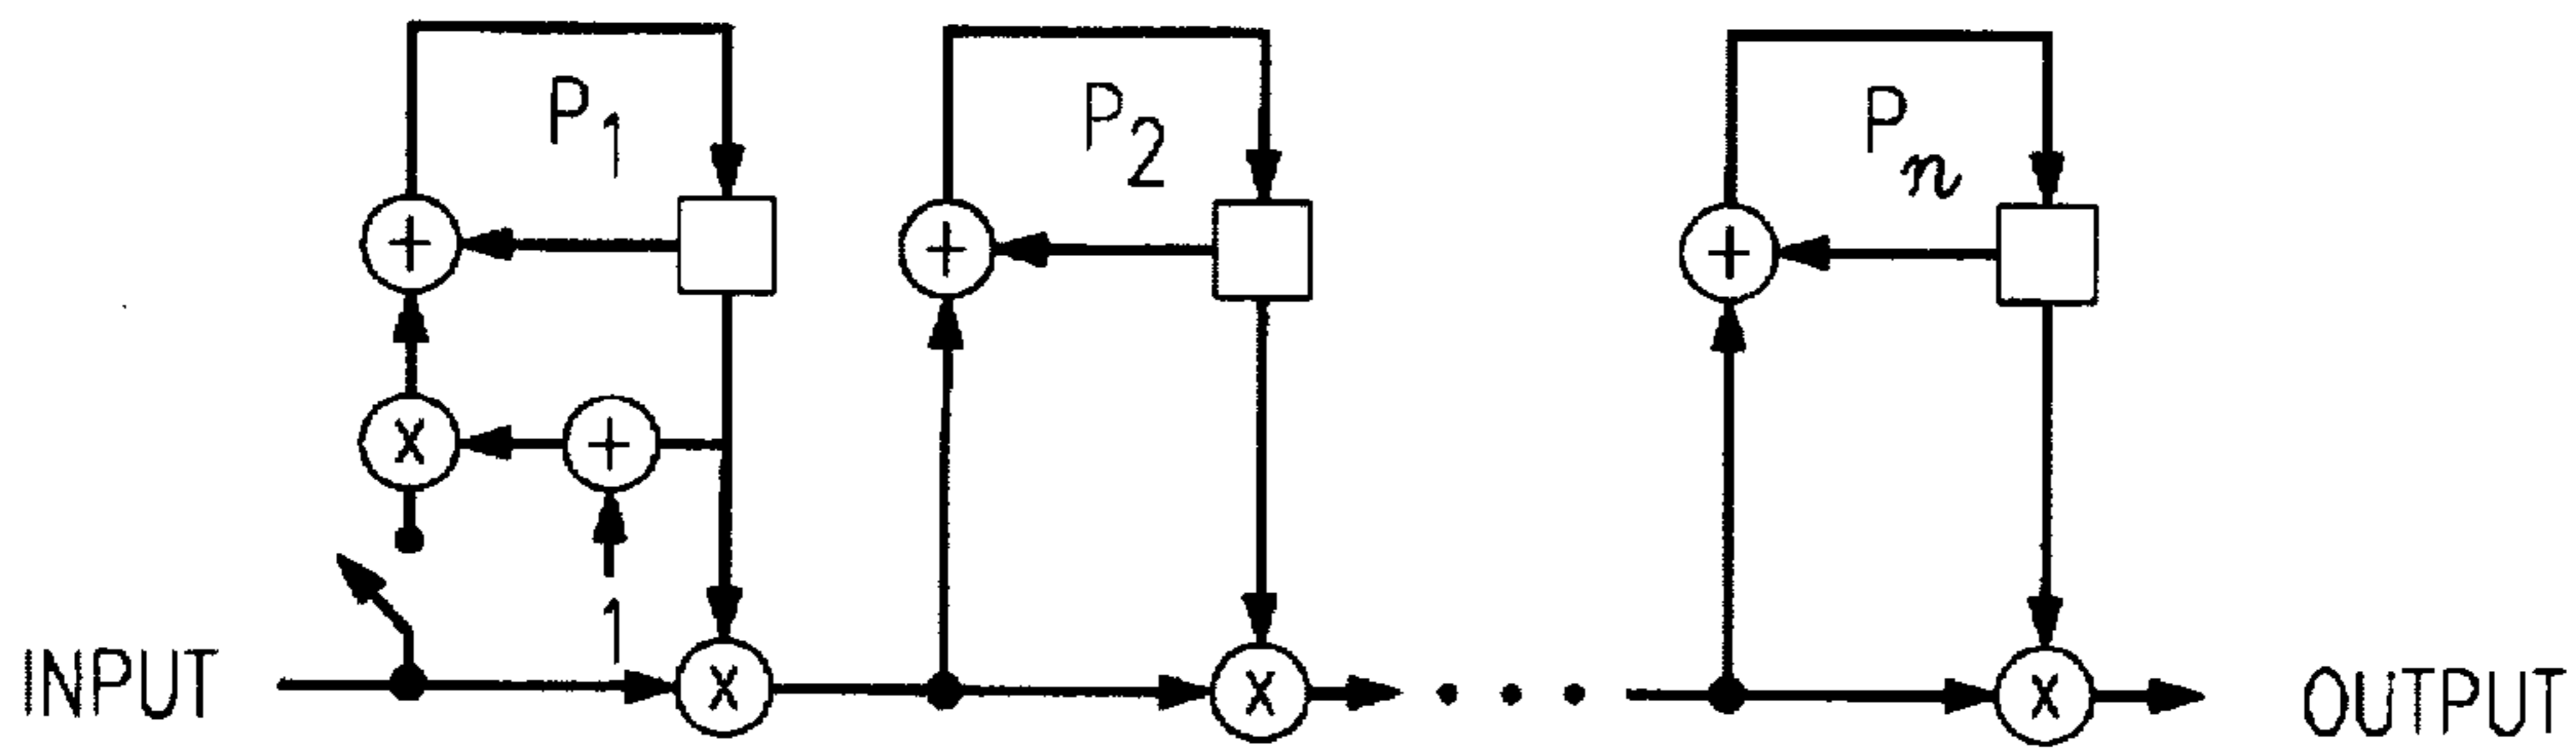 P1 P2 Pn
+ + +
x +
1
INPUT x x ... x OUTPUT